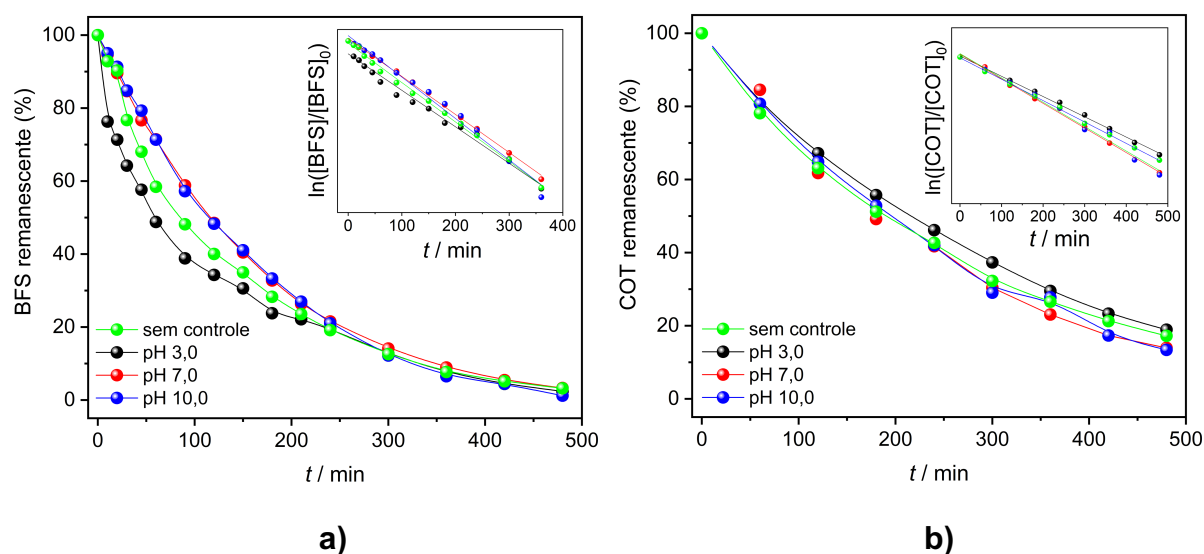 100
80
60
40
20
0
BFS remanescente (%)
ln([BFS]/[BFS]0)
0 100 200 300 400
t / min
sem controle
pH 3,0
pH 7,0
pH 10,0
0 100 200 300 400 500
t / min
a)
100
80
60
40
20
0
COT remanescente (%)
ln([COT]/[COT]0)
0 100 200 300 400 500
t / min
sem controle
pH 3,0
pH 7,0
pH 10,0
0 100 200 300 400 500
t / min
b)